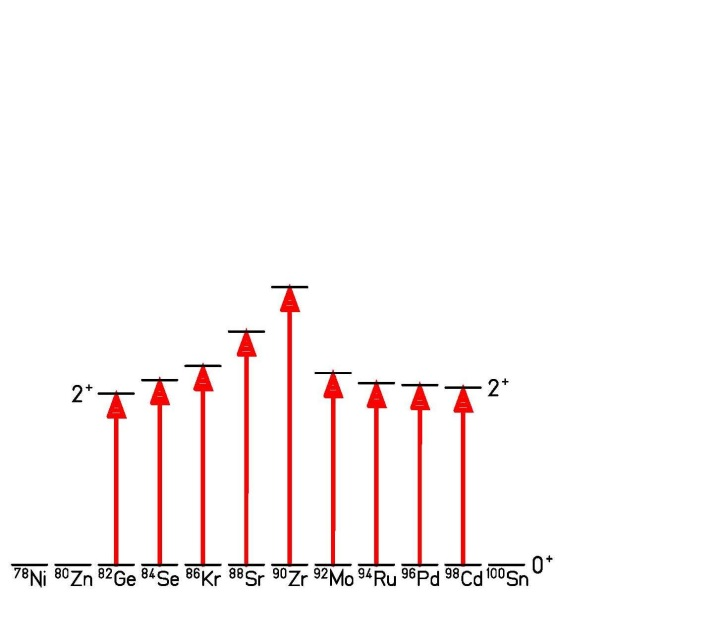 2⁺
2⁺
0⁺
⁷⁸Ni ⁸⁰Zn ⁸²Ge ⁸⁴Se ⁸⁶Kr ⁸⁸Sr ⁹⁰Zr ⁹²Mo ⁹⁴Ru ⁹⁶Pd ⁹⁸Cd ¹⁰⁰Sn